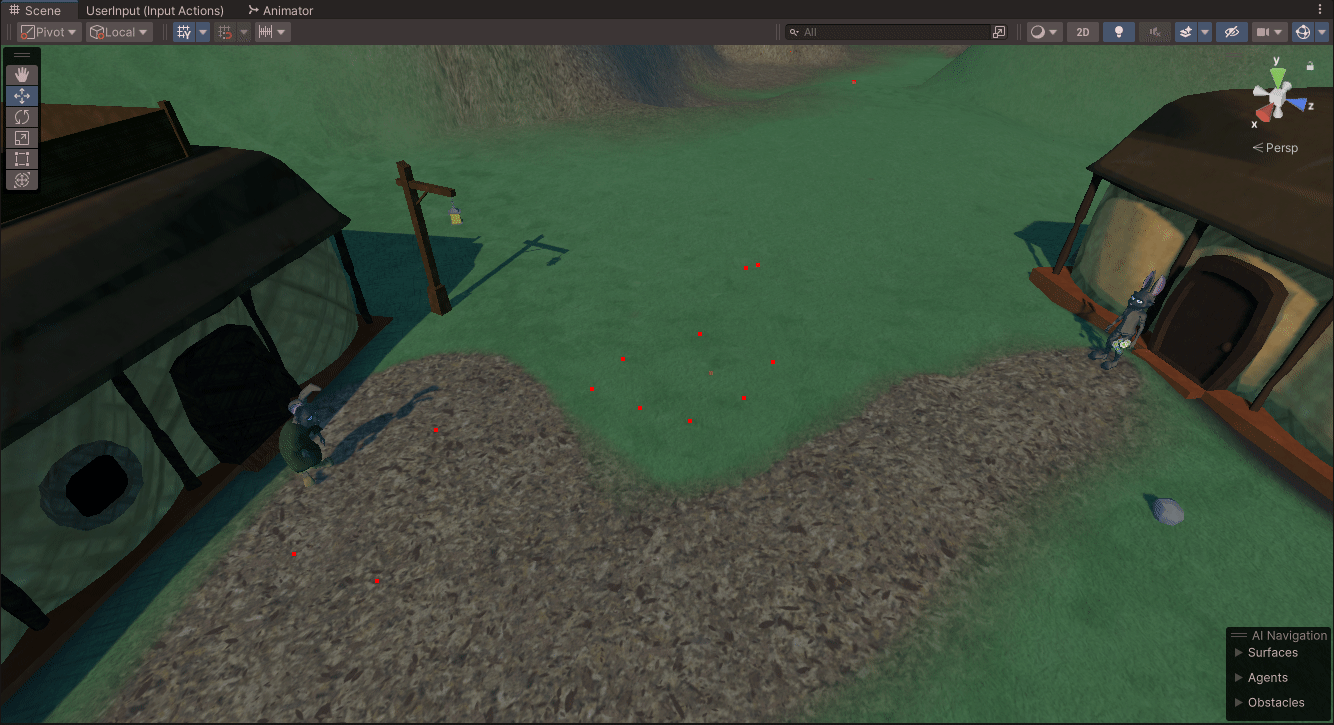 Scene UserInput (Input Actions) Animator
Pivot Local All 2D
y
z
x
Persp
AI Navigation
Surfaces
Agents
Obstacles